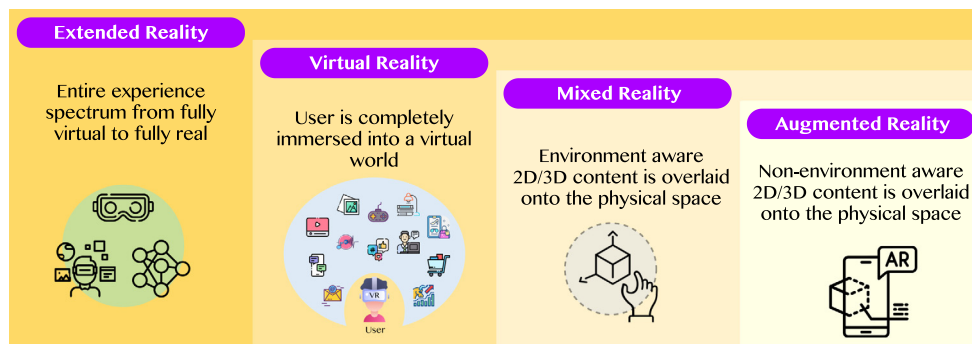 Extended Reality
Entire experience
spectrum from fully
virtual to fully real
Virtual Reality
User is completely
immersed into a virtual
world
VR
User
Mixed Reality
Environment aware
2D/3D content is overlaid
onto the physical space
Augmented Reality
Non-environment aware
2D/3D content is overlaid
onto the physical space
AR